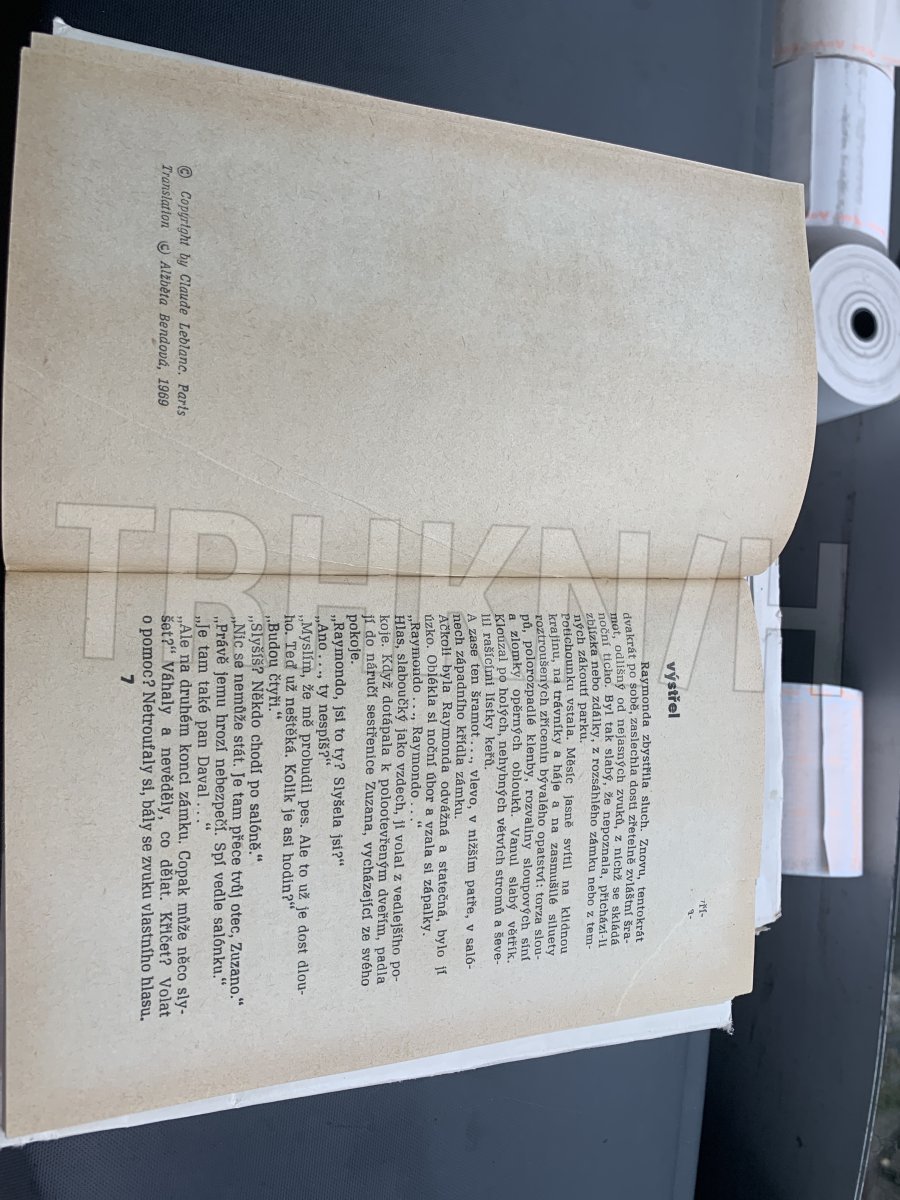 © Copyright by Claude Leblanc. Paris
Translation © Alžběta Bendová, 1969
výstřel
Raymonda zbystřila sluch. Znovu, tentokrát
dvakrát po sobě, zaslechla dosti zřetelně zvláštní šra-
mot, odlišný od nejasných zvuků, z nichž se skládá
noční ticho. Byl tak slabý, že nepoznala, přichází-li
zblízka nebo zdálky, z rozsáhlého zámku nebo z tem-
ných zákoutí parku.
Potichounku vstala. Měsíc jasně svítil na klidnou
krajinu, na trávníky a háje a na zasmušilé siluety
roztroušených zřícenin bývalého opatství: torza slou-
pů, polorozpadlé klenby, rozvaliny sloupových síní
a zlomky opěrných oblouků. Vanul slabý větřík.
Klouzal po holých, nehybných větvích stromů a ševe-
lil rašícími lístky keřů.
A zase ten šramot..., vlevo, v nižším patře, v saló-
nech západního křídla zámku.
Ačkoli byla Raymonda odvážná a statečná, bylo jí
úzko. Oblékla si noční úbor a vzala si zápalky.
„Raymondo..., Raymondo...“
Hlas, slaboučký jako vzdech, ji volal z vedlejšího po-
koje. Když dotápala k polootevřeným dveřím, padla
jí do náručí sestřenice Zuzana, vycházející ze svého
pokoje.
„Raymondo, jsi to ty? Slyšela jsi?“
„Ano..., ty nespíš?“
„Myslím, že mě probudil pes. Ale to už je dost dlou-
ho. Teď už neštěká. Kolik je asi hodin?“
„Budou čtyři.“
„Slyšíš? Někdo chodí po salóně.“
„Nic se nemůže stát. Je tam přece tvůj otec, Zuzano.“
„Právě jemu hrozí nebezpečí. Spí vedle salónku.“
„Je tam také pan Daval...“
„Ale na druhém konci zámku. Copak může něco sly-
šet?“ Váhaly a nevěděly, co dělat. Křičet? Volat
o pomoc? Netroufaly si, bály se zvuku vlastního hlasu.
7
TRHKNIH